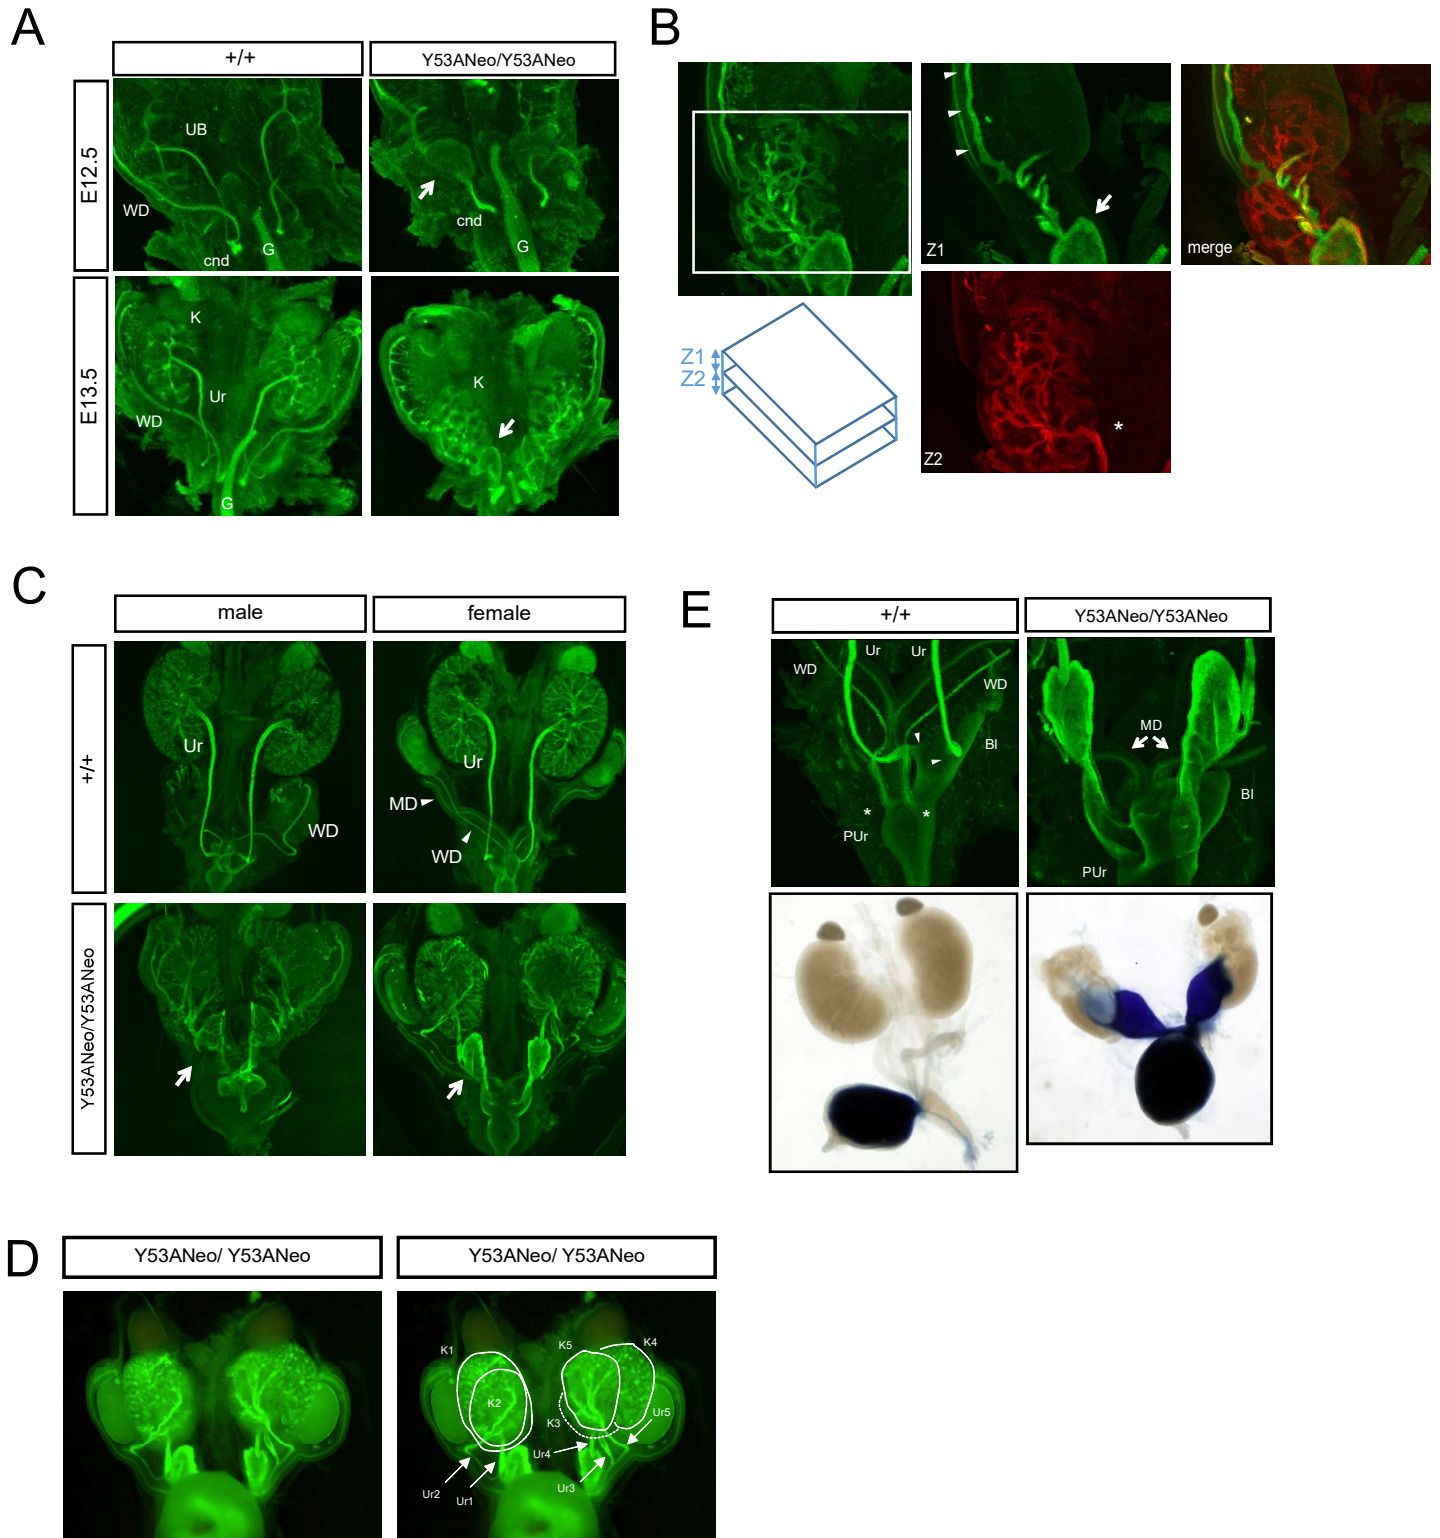 A
+/+
Y53ANeo/Y53ANeo
E12.5
UB
WD
cnd
G
cnd
G
E13.5
K
Ur
WD
G
K
B
Z1
merge
Z1
Z2
Z2
*
C
male
female
+/+
Ur
WD
Ur
MD
WD
Y53ANeo/Y53ANeo
E
+/+
Y53ANeo/Y53ANeo
Ur
Ur
WD
WD
Bl
*
*
PUr
MD
Bl
PUr
D
Y53ANeo/ Y53ANeo
Y53ANeo/ Y53ANeo
K1
K5
K4
K2
K3
Ur5
Ur4
Ur2
Ur1
Ur3